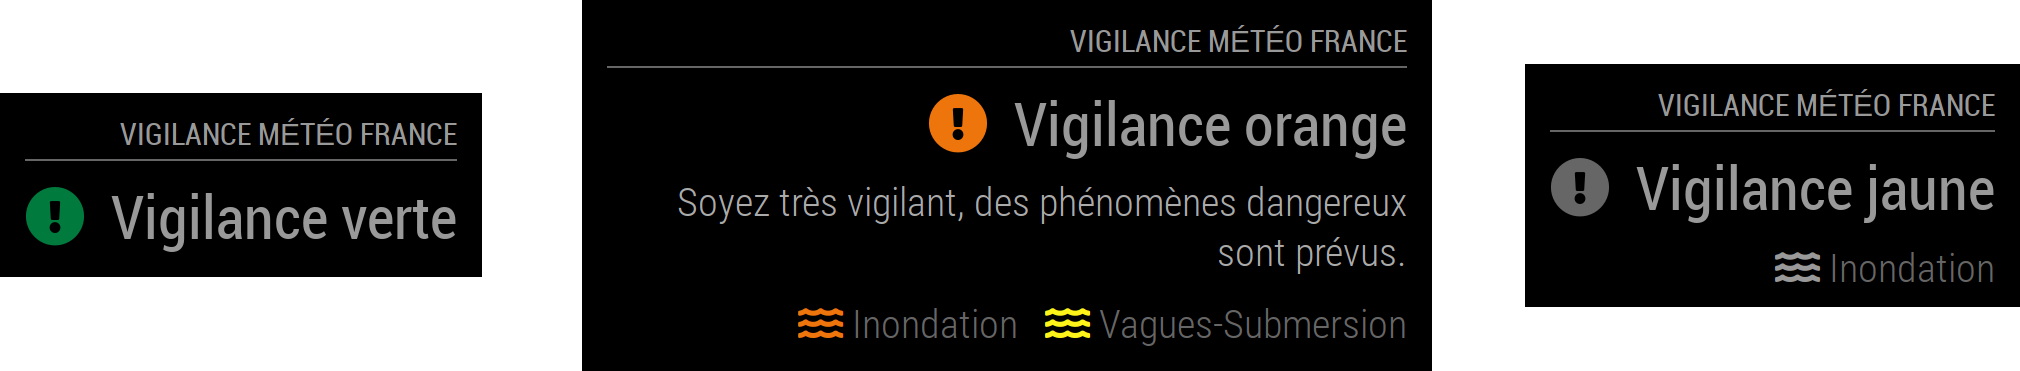 VIGILANCE MÉTÉO FRANCE
Vigilance verte
VIGILANCE MÉTÉO FRANCE
Vigilance orange
Soyez très vigilant, des phénomènes dangereux
sont prévus.
Inondation Vagues-Submersion
VIGILANCE MÉTÉO FRANCE
Vigilance jaune
Inondation